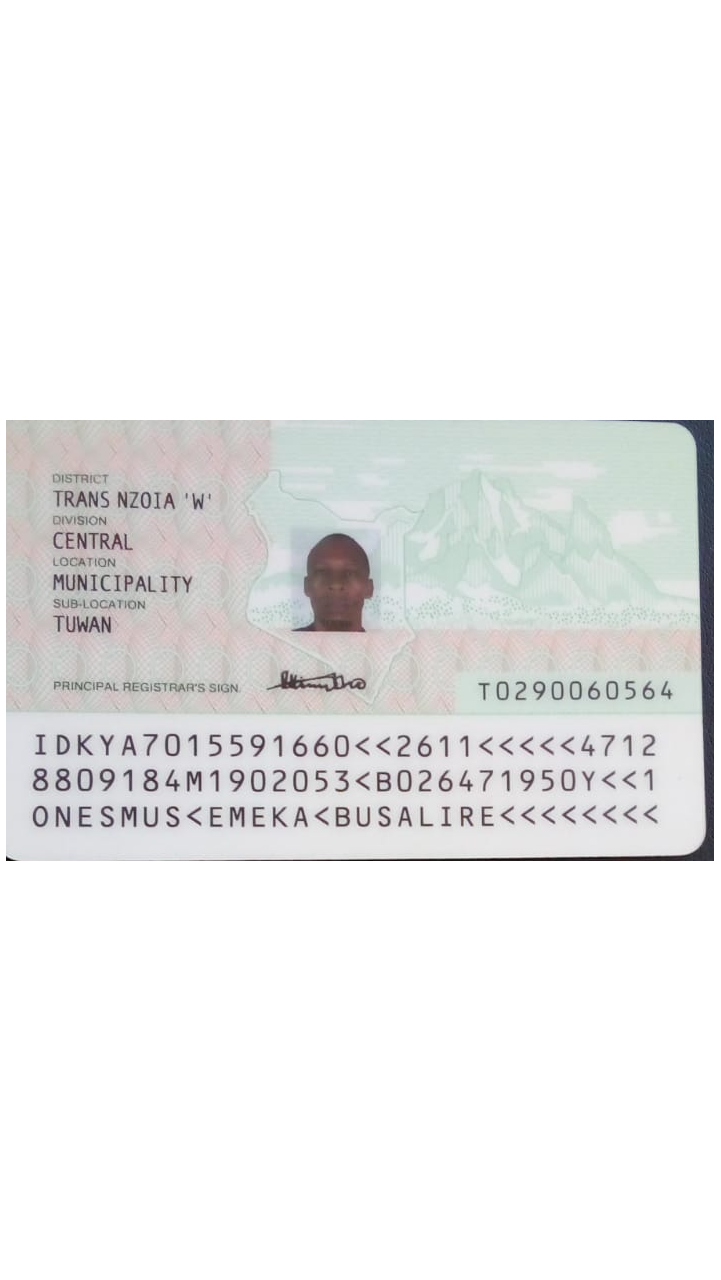 DISTRICT
TRANS NZOIA 'W'
DIVISION
CENTRAL
LOCATION
MUNICIPALITY
SUB-LOCATION
TUWAN
PRINCIPAL REGISTRAR'S SIGN.
T0290060564
IDKYA7015591660<<2611<<<<<4712
8809184M1902053<B026471950Y<<1
ONESMUS<EMEKA<BUSALIRE<<<<<<<<